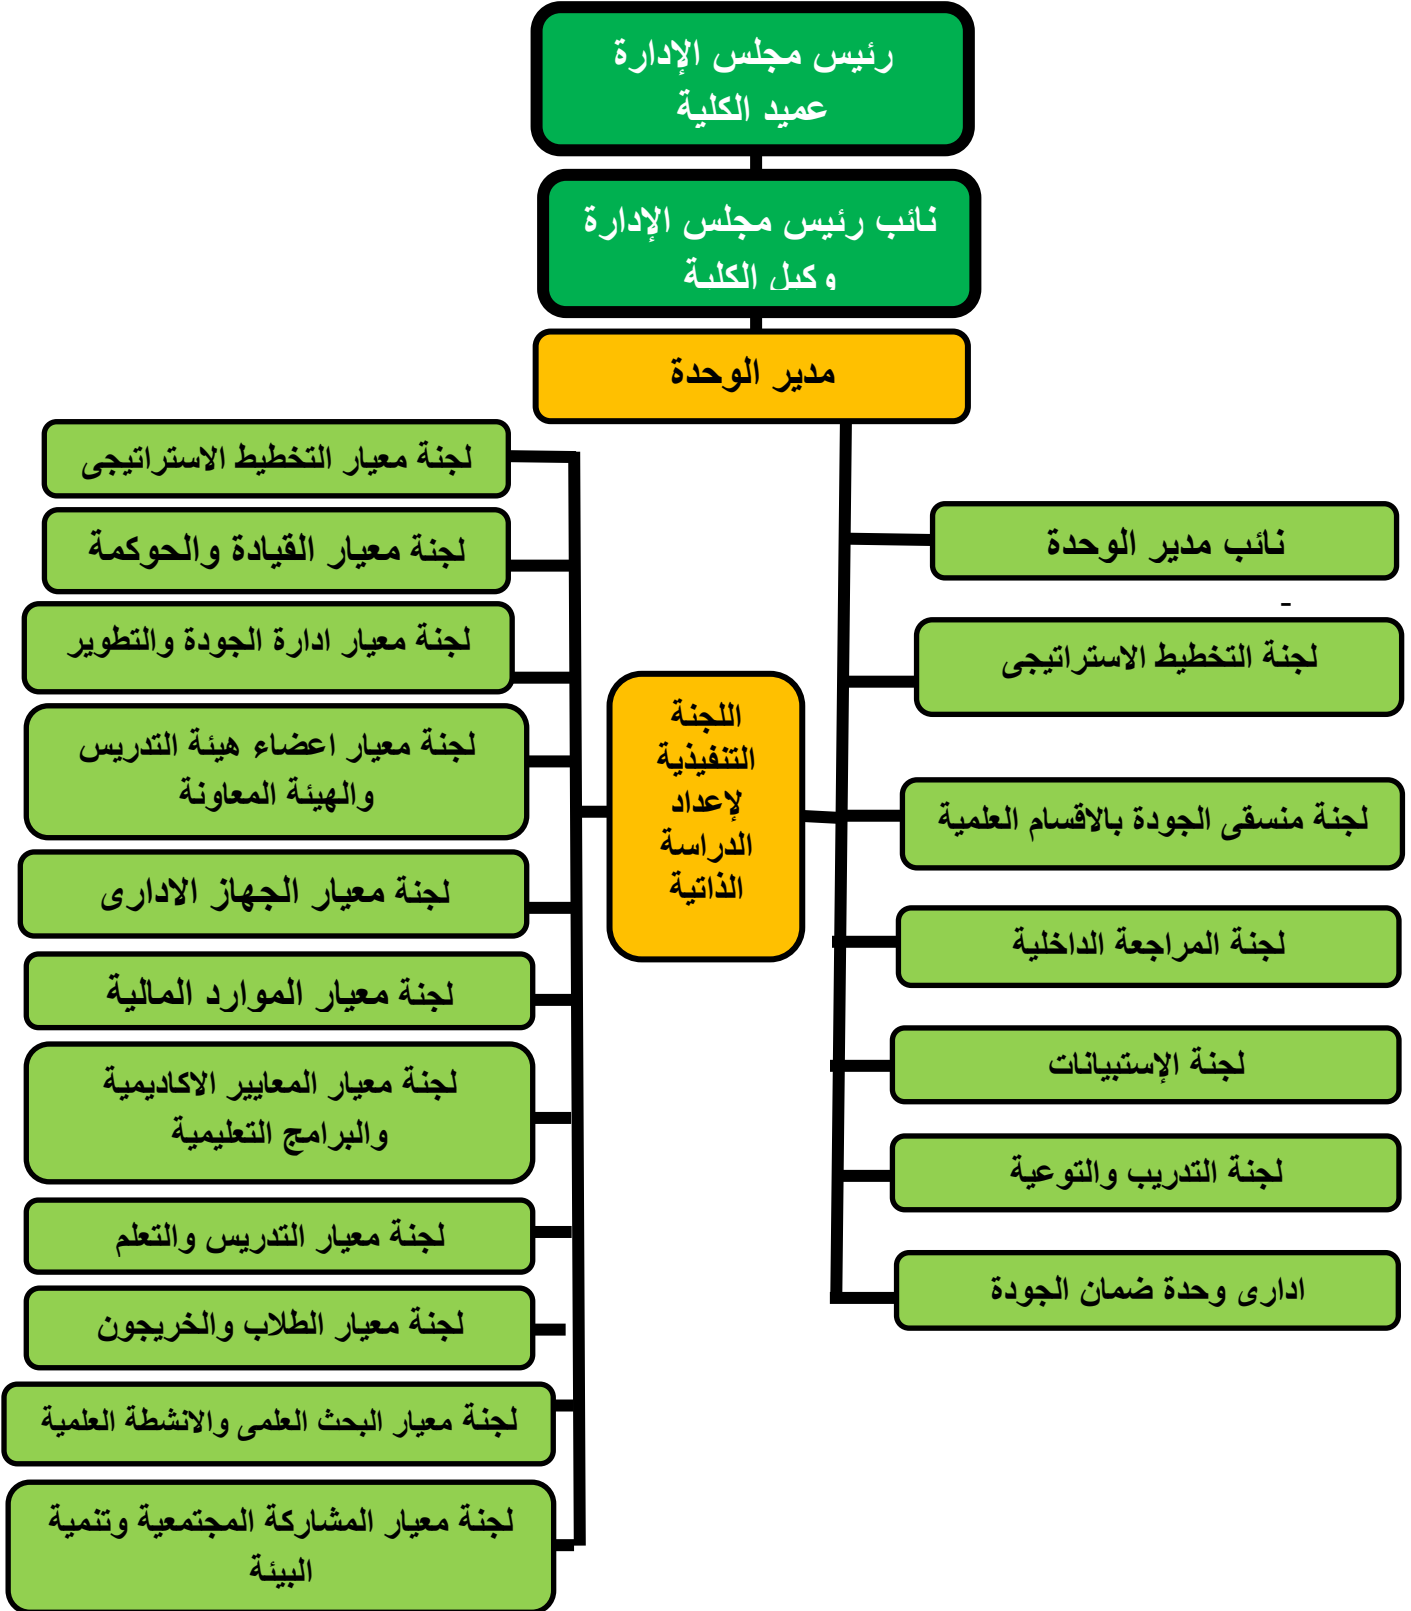 رئيس مجلس الإدارة
عميد الكلية
نائب رئيس مجلس الإدارة
وكيل الكلية
مدير الوحدة
نائب مدير الوحدة
-
لجنة التخطيط الاستراتيجى
لجنة منسقى الجودة بالاقسام العلمية
لجنة المراجعة الداخلية
لجنة الإستبيانات
لجنة التدريب والتوعية
ادارى وحدة ضمان الجودة
اللجنة
التنفيذية
لإعداد
الدراسة
الذاتية
لجنة معيار التخطيط الاستراتيجى
لجنة معيار القيادة والحوكمة
لجنة معيار ادارة الجودة والتطوير
لجنة معيار اعضاء هيئة التدريس
والهيئة المعاونة
لجنة معيار الجهاز الادارى
لجنة معيار الموارد المالية
لجنة معيار المعايير الاكاديمية
والبرامج التعليمية
لجنة معيار التدريس والتعلم
لجنة معيار الطلاب والخريجون
لجنة معيار البحث العلمى والانشطة العلمية
لجنة معيار المشاركة المجتمعية وتنمية
البيئة